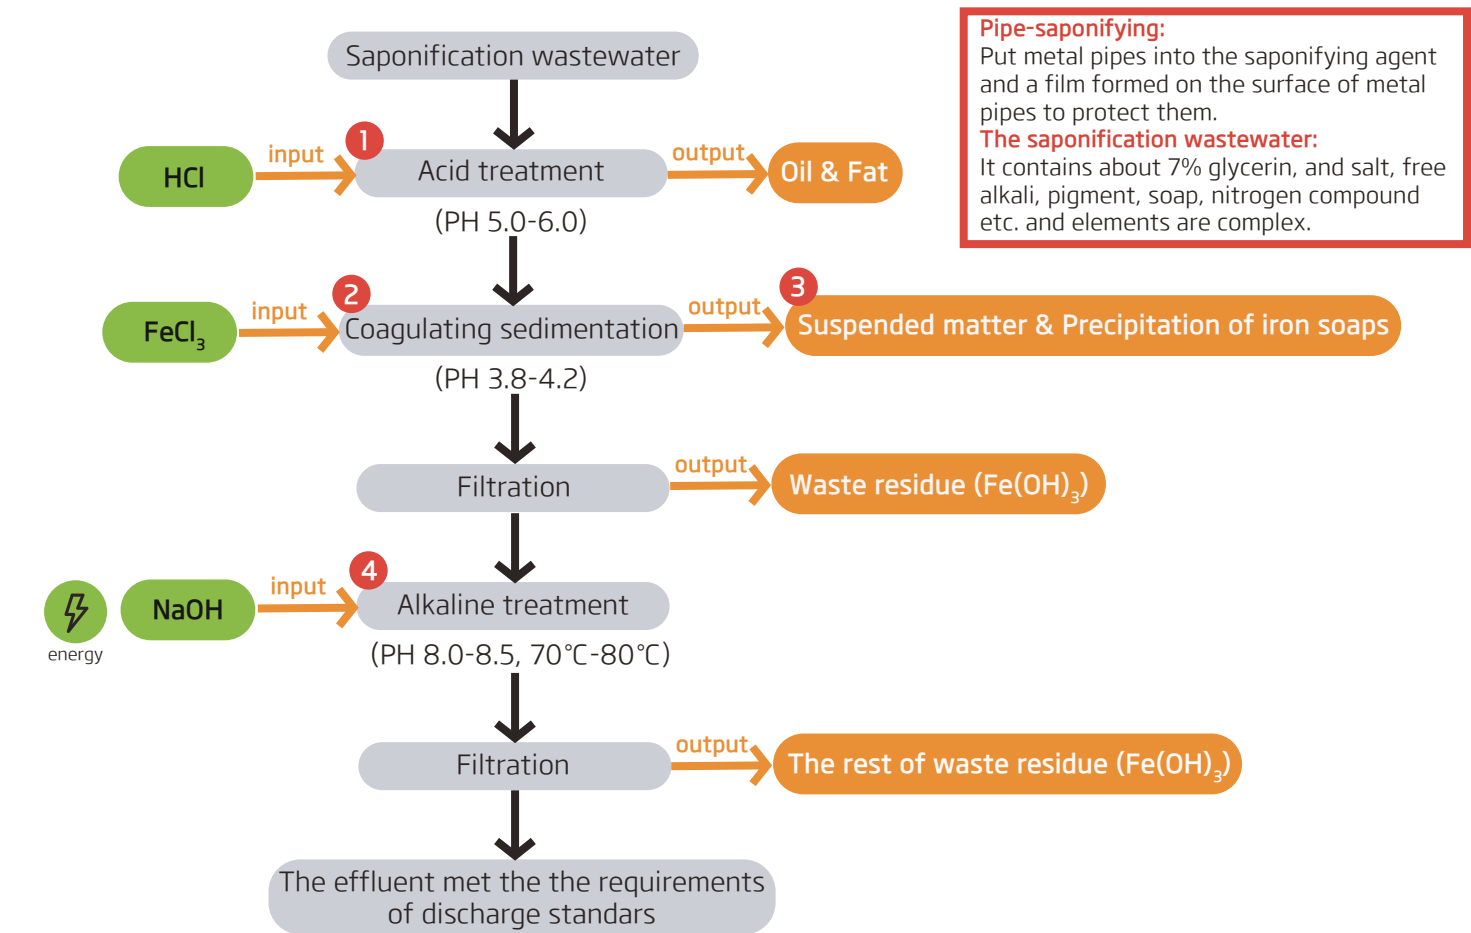 Saponification wastewater
Pipe-saponifying:
Put metal pipes into the saponifying agent
and a film formed on the surface of metal
pipes to protect them.
The saponification wastewater:
It contains about 7% glycerin, and salt, free
alkali, pigment, soap, nitrogen compound
etc. and elements are complex.
HCl
input
1
Acid treatment
output
Oil & Fat
(PH 5.0-6.0)
FeCl₃
input
2
Coagulating sedimentation
output
3
Suspended matter & Precipitation of iron soaps
(PH 3.8-4.2)
Filtration
output
Waste residue (Fe(OH)₃)
energy
NaOH
input
4
Alkaline treatment
(PH 8.0-8.5, 70°C-80°C)
Filtration
output
The rest of waste residue (Fe(OH)₃)
The effluent met the the requirements
of discharge standars